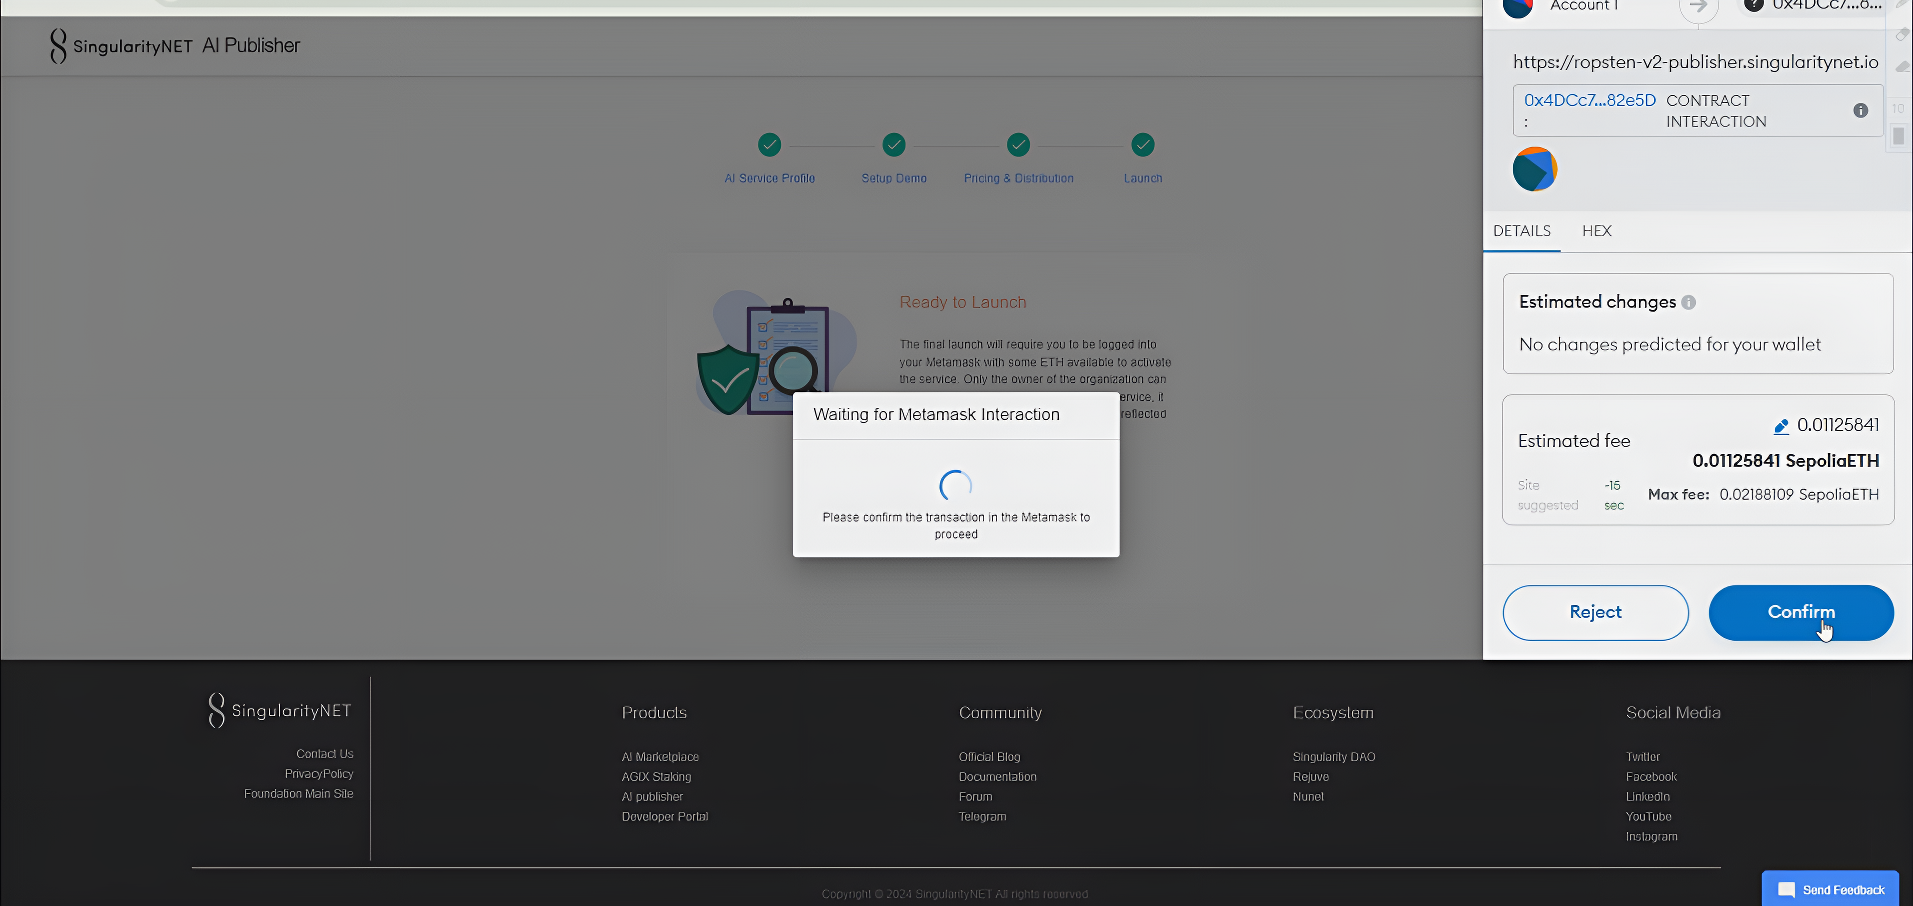 SingularityNET AI Publisher
AI Service Profile
Setup Demo
Pricing & Distribution
Launch
Ready to Launch
The final launch will require you to be logged into
your Metamask with some ETH available to activate
the service. Only the owner of the organization can
ervice, it
reflected
Waiting for Metamask Interaction
Please confirm the transaction in the Metamask to
proceed
Account 1
0x4DCc7...8...
https://ropsten-v2-publisher.singularitynet.io
0x4DCc7...82e5D CONTRACT
: INTERACTION
10
DETAILS HEX
Estimated changes
No changes predicted for your wallet
0.01125841
Estimated fee
0.01125841 SepoliaETH
Site -15
Max fee: 0.02188109 SepoliaETH
suggested sec
Reject
Confirm
SingularityNET
Contact Us
PrivacyPolicy
Foundation Main Site
Products
AI Marketplace
AGIX Staking
AI publisher
Developer Portal
Community
Official Blog
Documentation
Forum
Telegram
Ecosystem
Singularity DAO
Rejuve
Nunet
Social Media
Twitter
Facebook
LinkedIn
YouTube
Instagram
Copyright © 2024 SingularityNET All rights reserved
Send Feedback